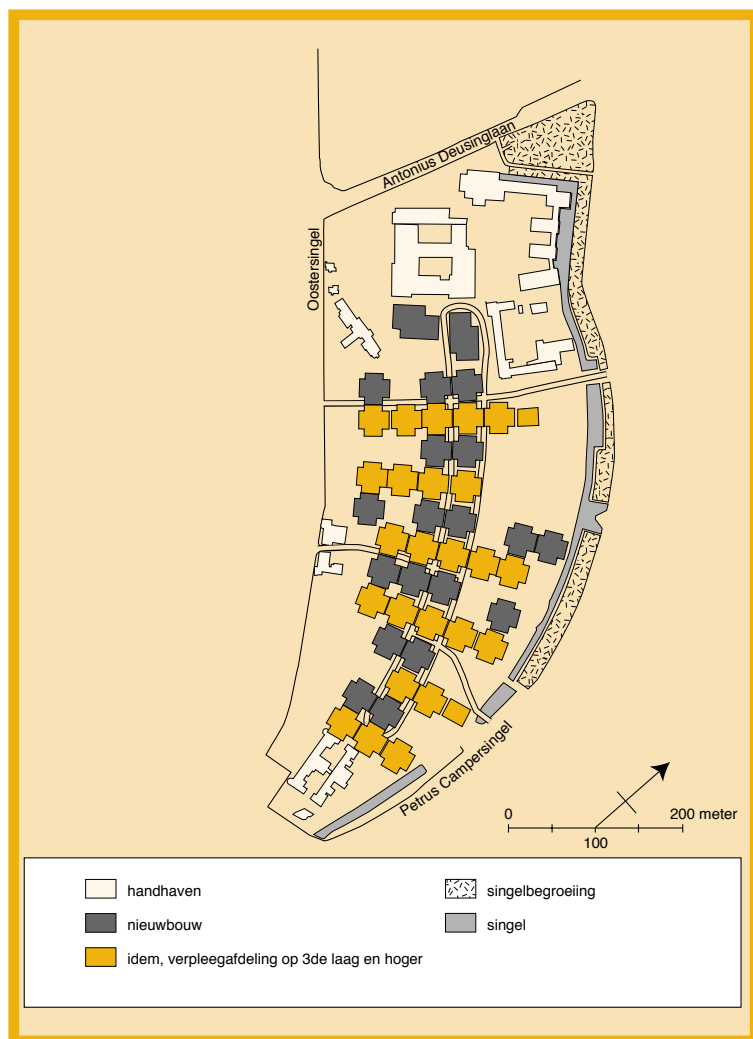 Antonius Deusinglaan
Oostersingel
Petrus Campersingel
0 200 meter
100
handhaven
nieuwbouw
idem, verpleegafdeling op 3de laag en hoger
singelbegroeiing
singel